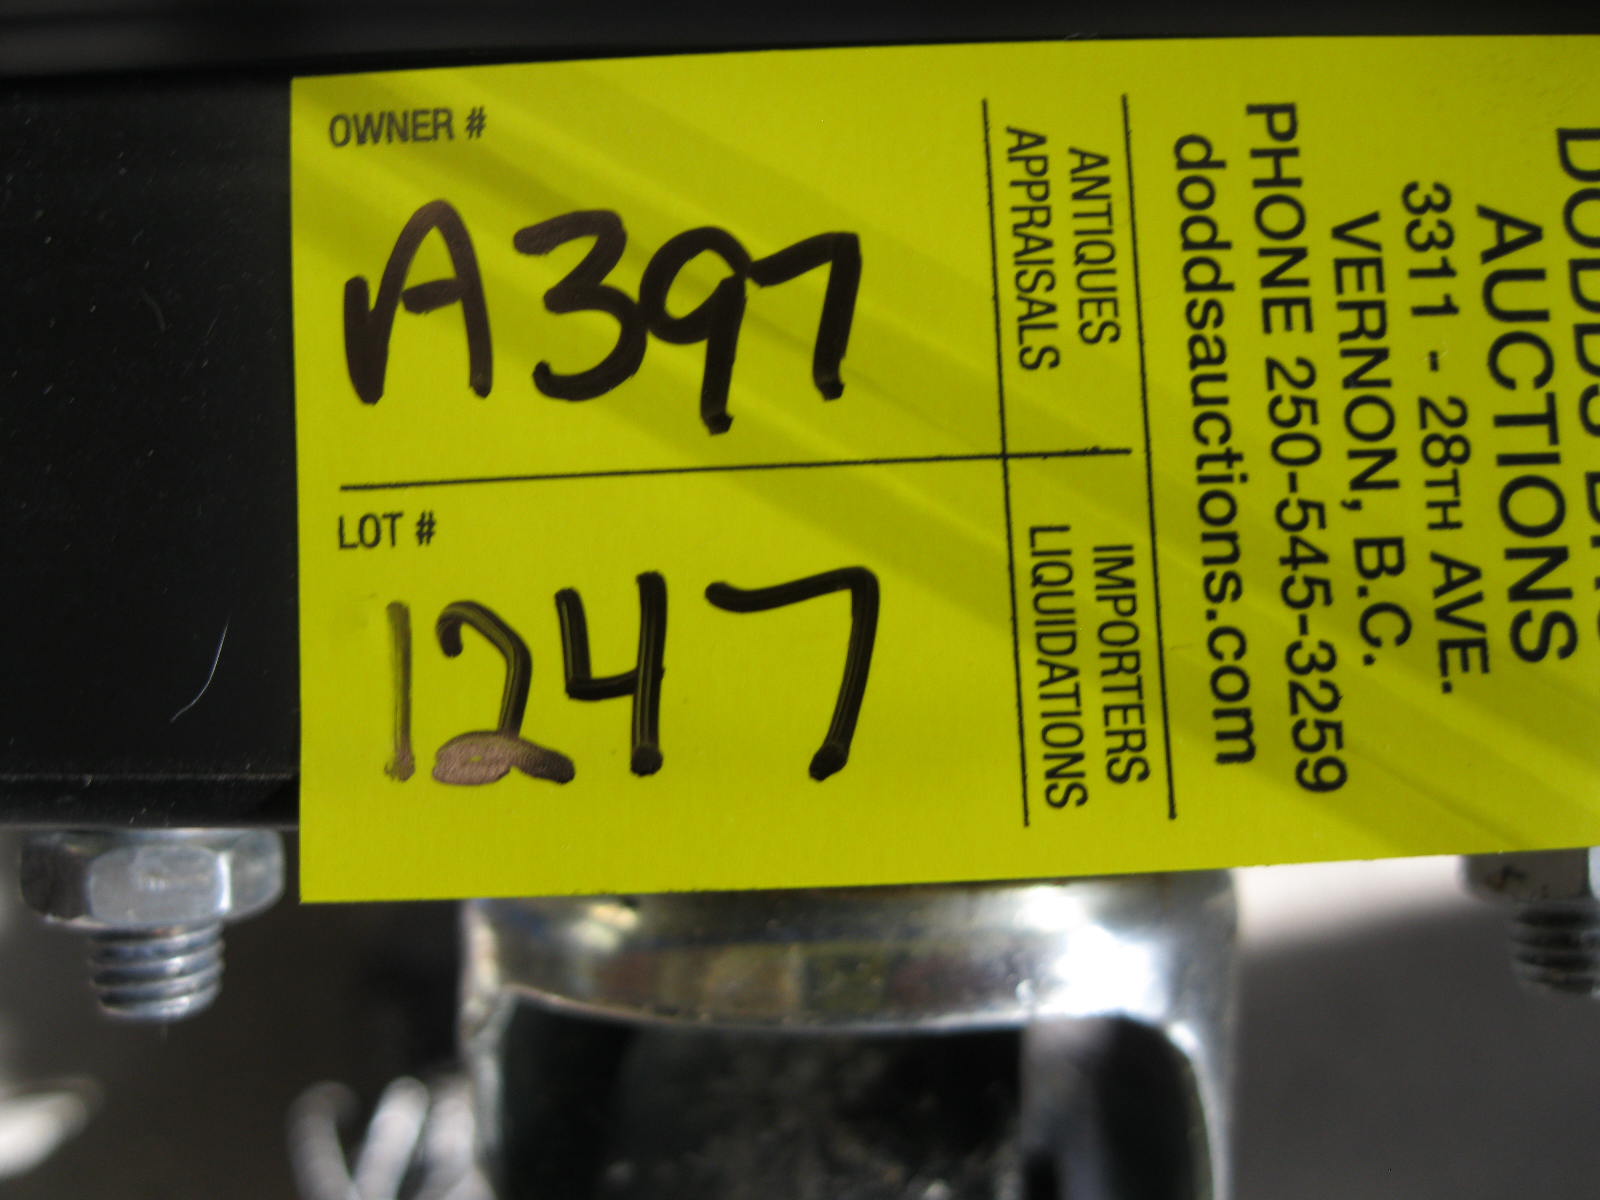 OWNER #
A397
LOT #
1247
ANTIQUES
APPRAISALS
IMPORTERS
LIQUIDATIONS
DODDS
AUCTIONS
3311 - 28TH AVE.
VERNON, B.C.
PHONE 250-545-3259
doddsauctions.com